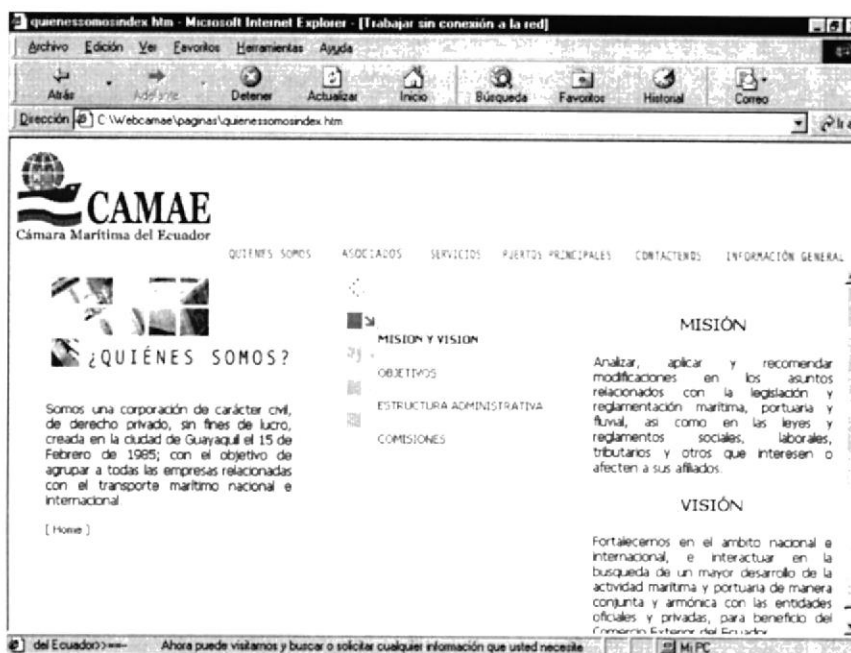 quienessomosindex htm - Microsoft Internet Explorer - [Trabajar sin conexión a la red]
Archivo Edición Ver Favoritos Herramientas Ayuda
Atrás Adelante Detener Actualizar Inicio Búsqueda Favoritos Historial Correo
Dirección C:\Webcamae\paginas\quienessomosindex htm Ir a
CAMAE
Cámara Marítima del Ecuador
QUIENES SOMOS ASOCIADOS SERVICIOS PUERTOS PRINCIPALES CONTACTENOS INFORMACIÓN GENERAL
¿QUIÉNES SOMOS?
Somos una corporación de carácter civil,
de derecho privado, sin fines de lucro,
creada en la ciudad de Guayaquil el 15 de
Febrero de 1985; con el objetivo de
agrupar a todas las empresas relacionadas
con el transporte marítimo nacional e
internacional
[ Home ]
MISION Y VISION
OBJETIVOS
ESTRUCTURA ADMINISTRATIVA
COMISIONES
MISIÓN
Analizar, aplicar y recomendar
modificaciones en los asuntos
relacionados con la legislación y
reglamentación marítima, portuaria y
fluvial, asi como en las leyes y
reglamentos sociales, laborales,
tributarios y otros que interesen o
afecten a sus afiliados.
VISIÓN
Fortalecernos en el ambito nacional e
internacional, e interactuar en la
busqueda de un mayor desarrollo de la
actividad marítima y portuaria de manera
conjunta y armónica con las entidades
oficiales y privadas, para beneficio del
Comercio Exterior del Ecuador
del Ecuador>>==- Ahora puede visitarnos y buscar o solicitar cualquier información que usted necesite Mi PC